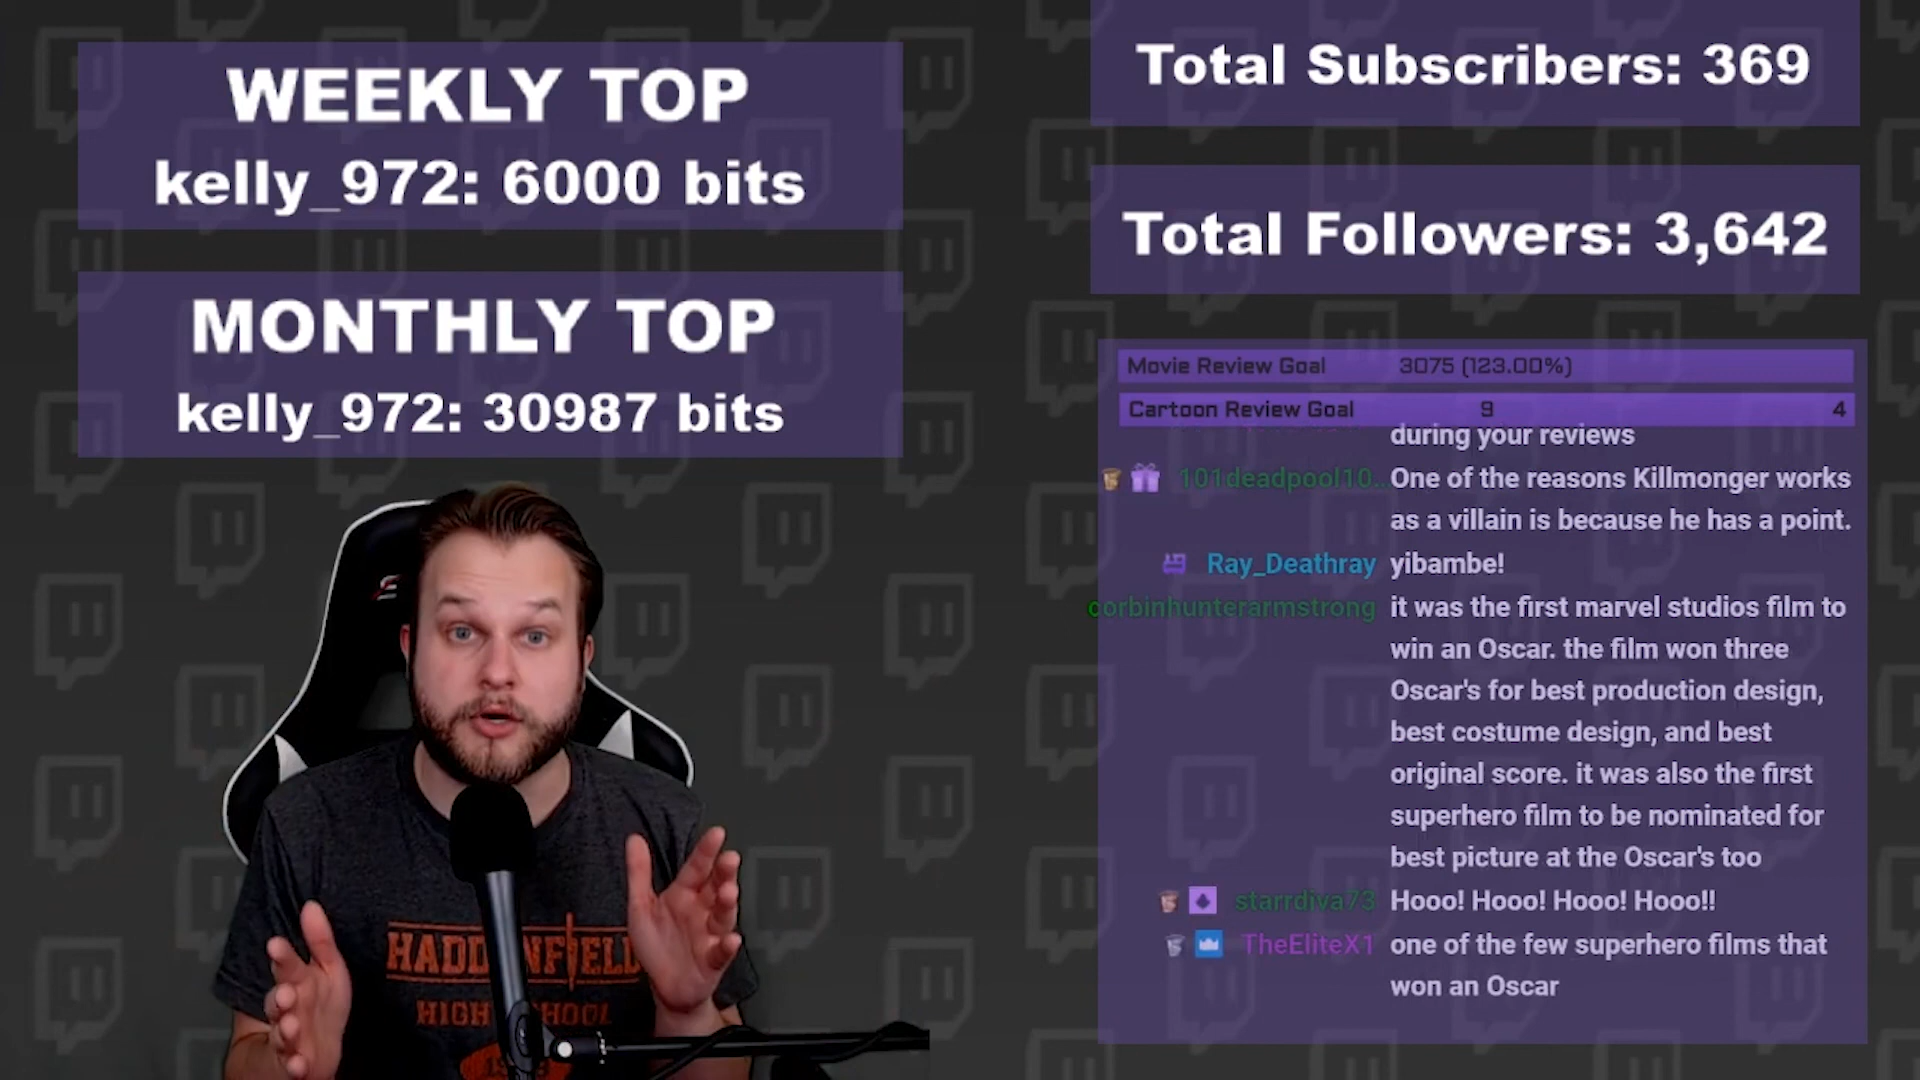 WEEKLY TOP
kelly_972: 6000 bits
MONTHLY TOP
kelly_972: 30987 bits
Total Subscribers: 369
Total Followers: 3,642
Movie Review Goal 3075 (123.00%)
Cartoon Review Goal 9 4
during your reviews
101deadpool10... One of the reasons Killmonger works
as a villain is because he has a point.
Ray_Deathray yibambe!
corbinhunterarmstrong it was the first marvel studios film to
win an Oscar. the film won three
Oscar's for best production design,
best costume design, and best
original score. it was also the first
superhero film to be nominated for
best picture at the Oscar's too
starrdiva73 Hooo! Hooo! Hooo! Hooo!!
TheEliteX1 one of the few superhero films that
won an Oscar
HIGH